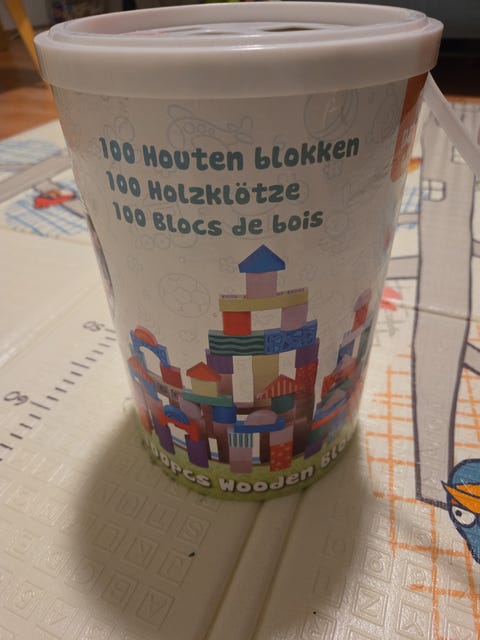 100 Houten blokken
100 Holzklötze
100 Blocs de bois
Wooden